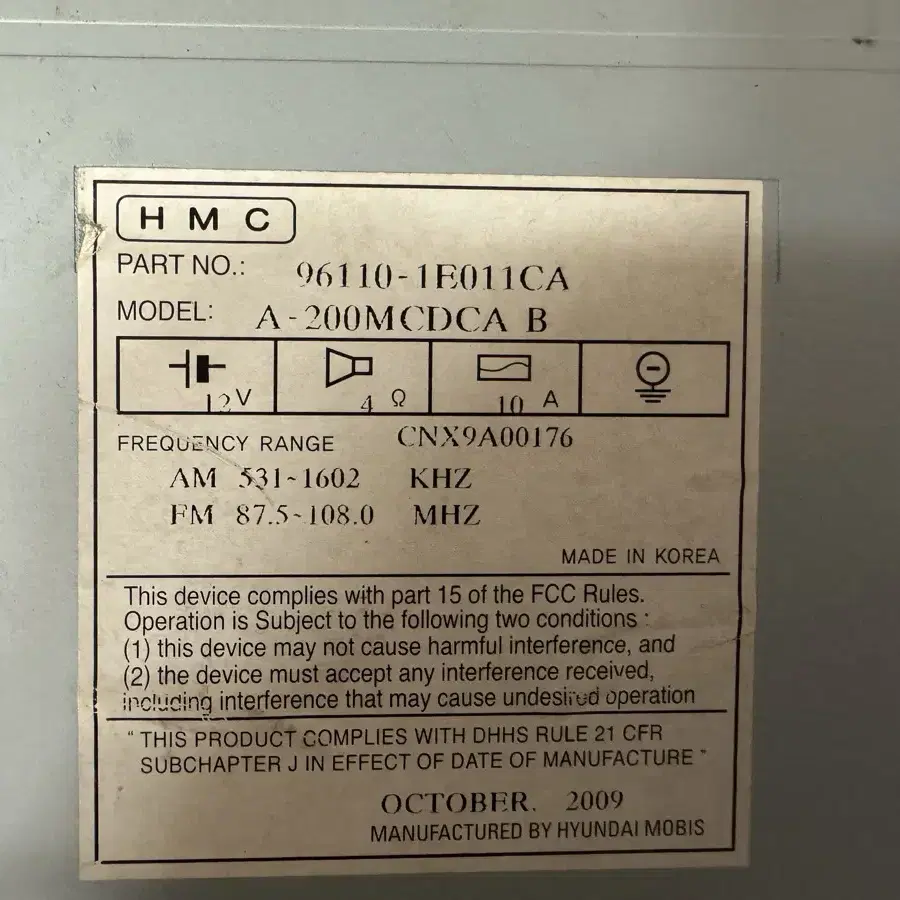 HMC
PART NO.: 96110-1E011CA
MODEL: A-200MCDCA B
12 V 4 Ω 10 A
FREQUENCY RANGE CNX9A00176
AM 531~1602 KHZ
FM 87.5~108.0 MHZ
MADE IN KOREA
This device complies with part 15 of the FCC Rules.
Operation is Subject to the following two conditions :
(1) this device may not cause harmful interference, and
(2) the device must accept any interference received,
including interference that may cause undesired operation
" THIS PRODUCT COMPLIES WITH DHHS RULE 21 CFR
SUBCHAPTER J IN EFFECT OF DATE OF MANUFACTURE "
OCTOBER. 2009
MANUFACTURED BY HYUNDAI MOBIS